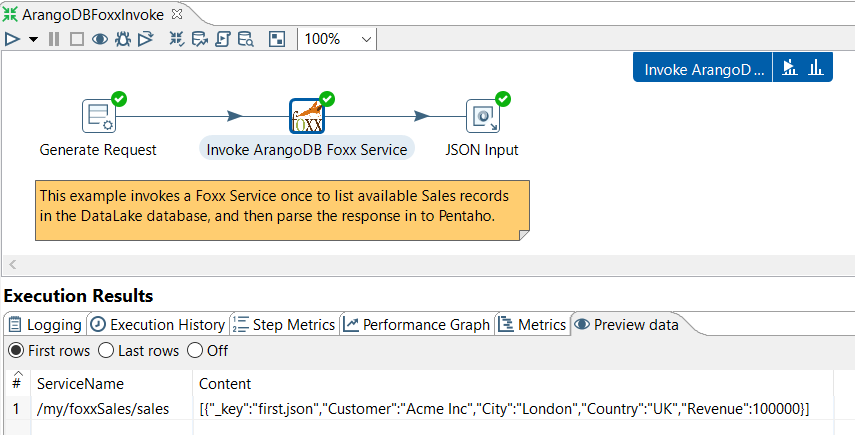 ArangoDBFoxxInvoke
100%
Invoke ArangoD ...
foxx
Generate Request
Invoke ArangoDB Foxx Service
JSON Input
This example invokes a Foxx Service once to list available Sales records
in the DataLake database, and then parse the response in to Pentaho.
Execution Results
Logging
Execution History
Step Metrics
Performance Graph
Metrics
Preview data
First rows
Last rows
Off
# ServiceName Content
1 /my/foxxSales/sales [{"_key":"first.json","Customer":"Acme Inc","City":"London","Country":"UK","Revenue":100000}]